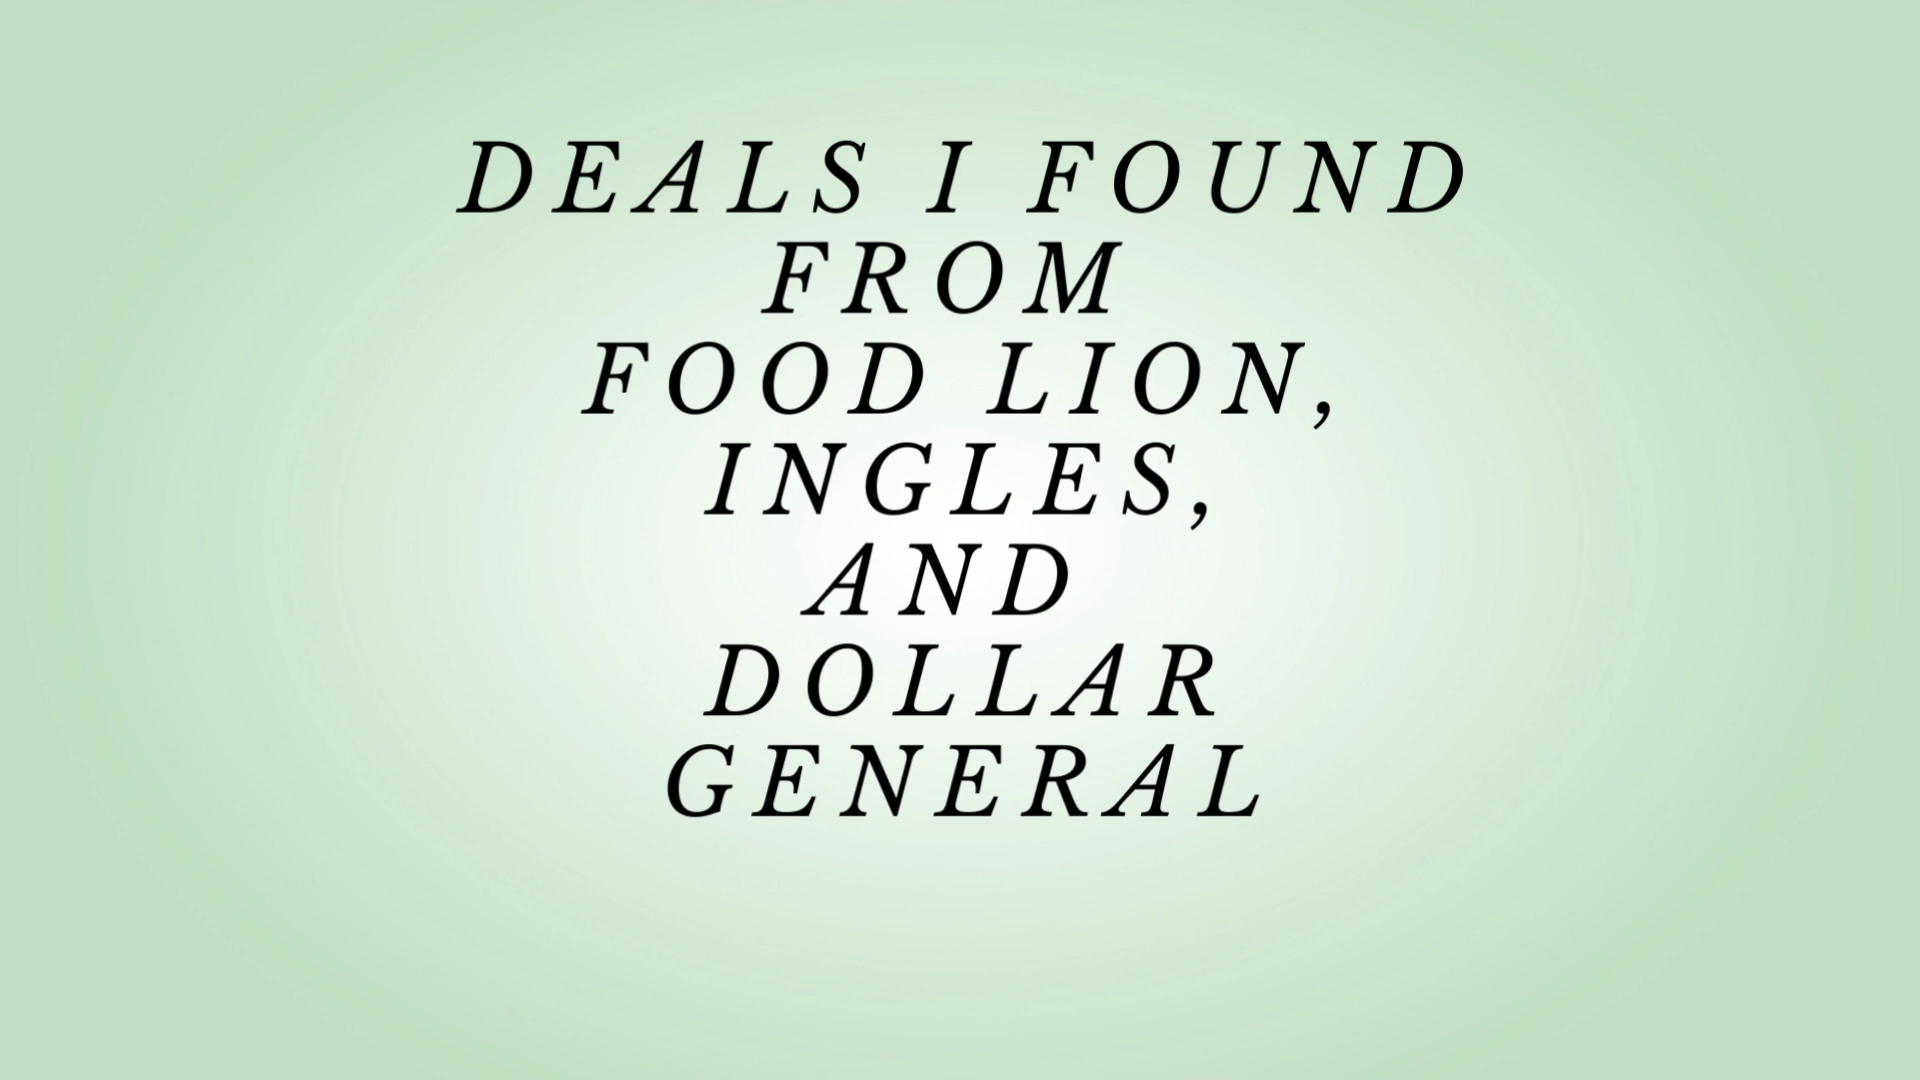 DEALS I FOUND
FROM
FOOD LION,
INGLES,
AND
DOLLAR
GENERAL